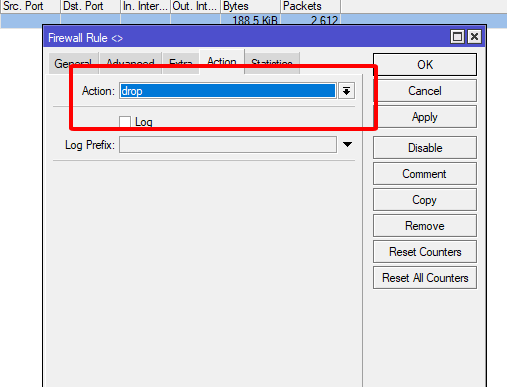 Src. Port Dst. Port In. Inter... Out. Int... Bytes Packets
188.5 KiB 2 612
Firewall Rule <>
General Advanced Extra Action Statistics
OK
Action: drop
Cancel
Log
Apply
Log Prefix:
Disable
Comment
Copy
Remove
Reset Counters
Reset All Counters